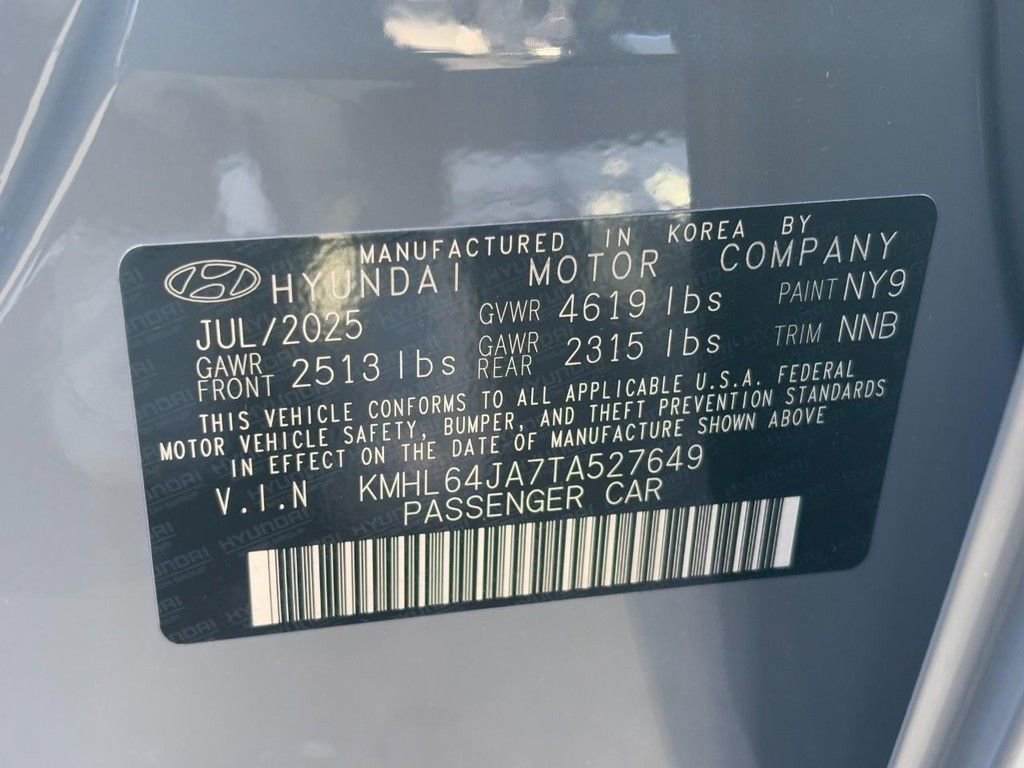 MANUFACTURED IN KOREA BY
HYUNDAI MOTOR COMPANY
JUL/2025 GVWR 4619 lbs PAINT NY9
GAWR FRONT 2513 lbs GAWR REAR 2315 lbs TRIM NNB
THIS VEHICLE CONFORMS TO ALL APPLICABLE U.S.A. FEDERAL
MOTOR VEHICLE SAFETY, BUMPER, AND THEFT PREVENTION STANDARDS
IN EFFECT ON THE DATE OF MANUFACTURE SHOWN ABOVE
V.I.N KMHL64JA7TA527649
PASSENGER CAR